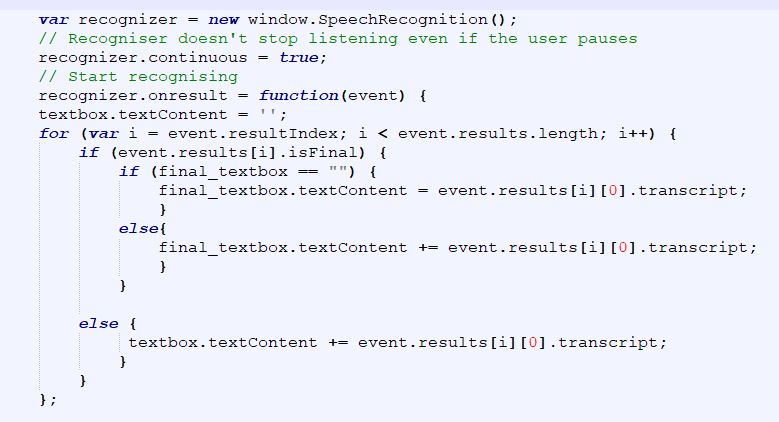 var recognizer = new window.SpeechRecognition();
// Recogniser doesn't stop listening even if the user pauses
recognizer.continuous = true;
// Start recognising
recognizer.onresult = function(event) {
textbox.textContent = '';
for (var i = event.resultIndex; i < event.results.length; i++) {
    if (event.results[i].isFinal) {
        if (final_textbox == "") {
            final_textbox.textContent = event.results[i][0].transcript;
            }
        else{
            final_textbox.textContent += event.results[i][0].transcript;
            }
        }

    else {
         textbox.textContent += event.results[i][0].transcript;
        }
    }
};